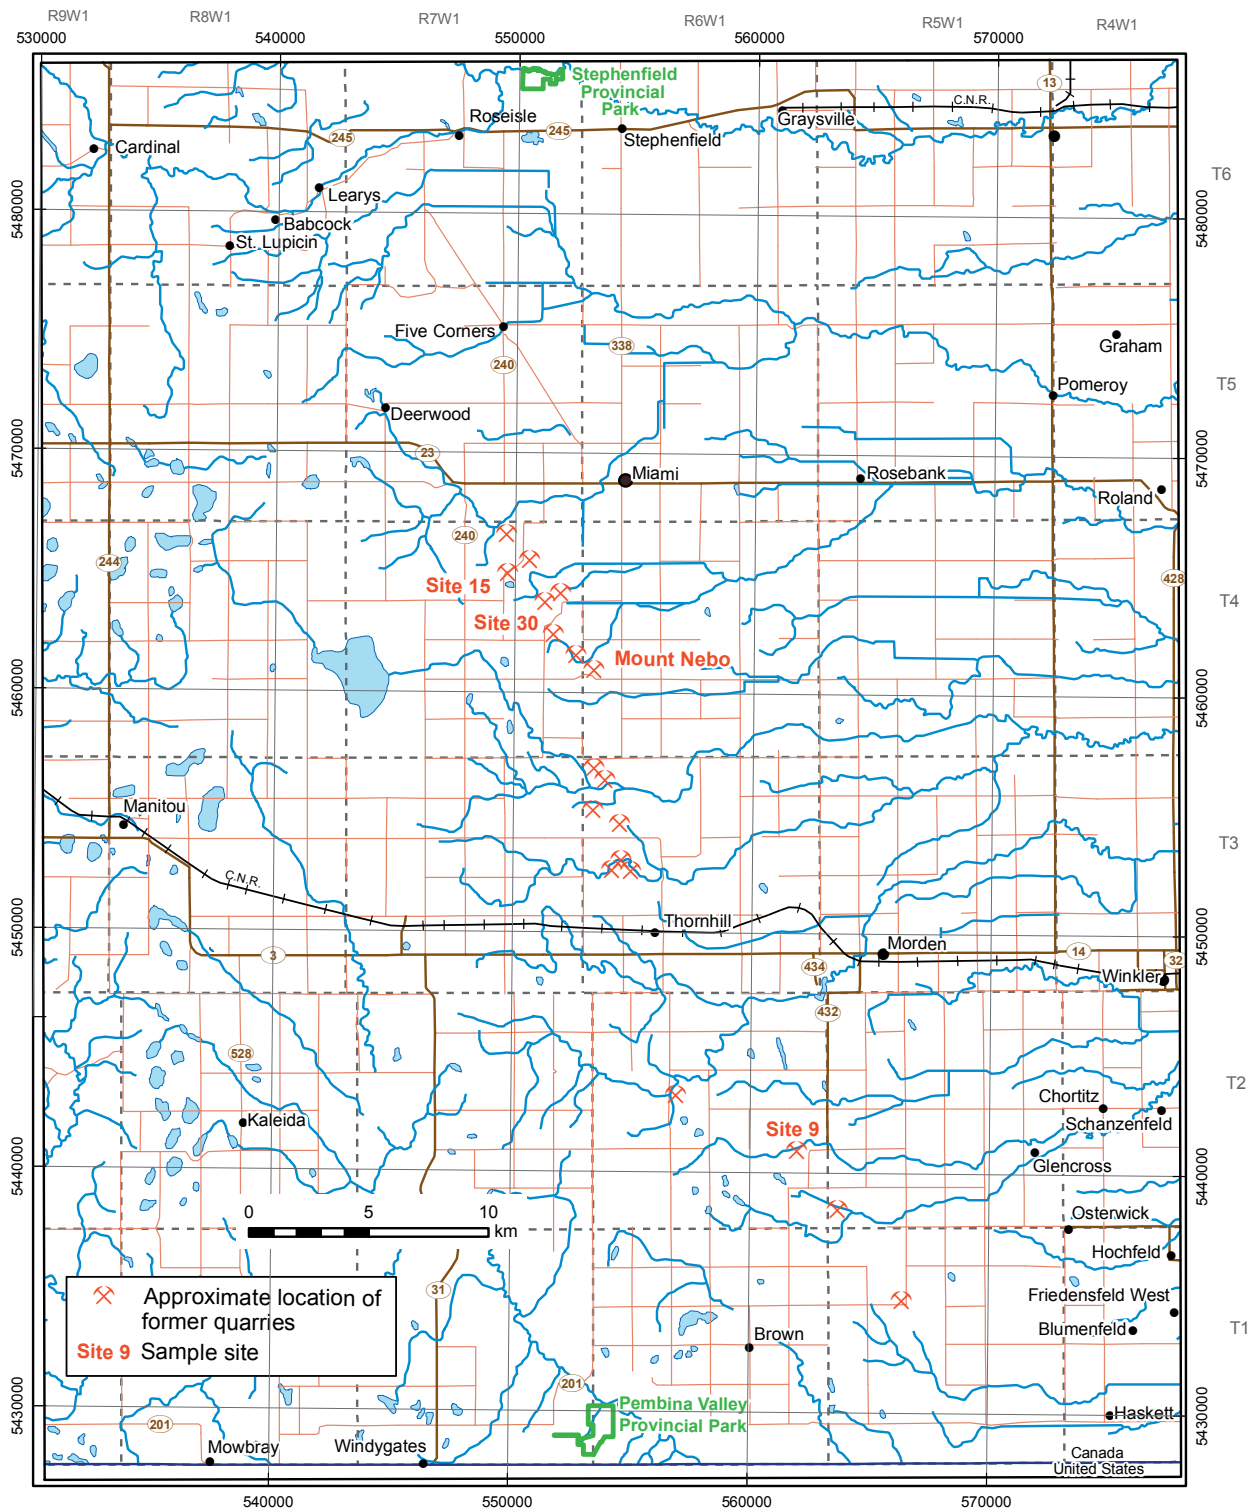 R9W1
R8W1
R7W1
R6W1
R5W1
R4W1
530000
540000
550000
560000
570000
Stephenfield
Provincial
Park
13
C.N.R.
Graysville
Roseisle
245
245
Stephenfield
Cardinal
T6
Learys
Babcock
St. Lupicin
5480000
5480000
Five Corners
338
Graham
240
T5
Pomeroy
Deerwood
5470000
5470000
23
Miami
Rosebank
Roland
240
244
428
Site 15
T4
Site 30
Mount Nebo
5460000
5460000
Manitou
T3
C.N.R.
Thornhill
5450000
5450000
Morden
3
14
434
32
Winkler
432
528
T2
Chortitz
Kaleida
Schanzenfeld
Site 9
Glencross
5440000
5440000
0
5
10
km
Osterwick
Hochfeld
31
Approximate location of
former quarries
Site 9
Sample site
Friedensfeld West
Blumenfeld
T1
Brown
201
Pembina Valley
Provincial Park
5430000
5430000
201
Haskett
Mowbray
Windygates
Canada
United States
540000
550000
560000
570000